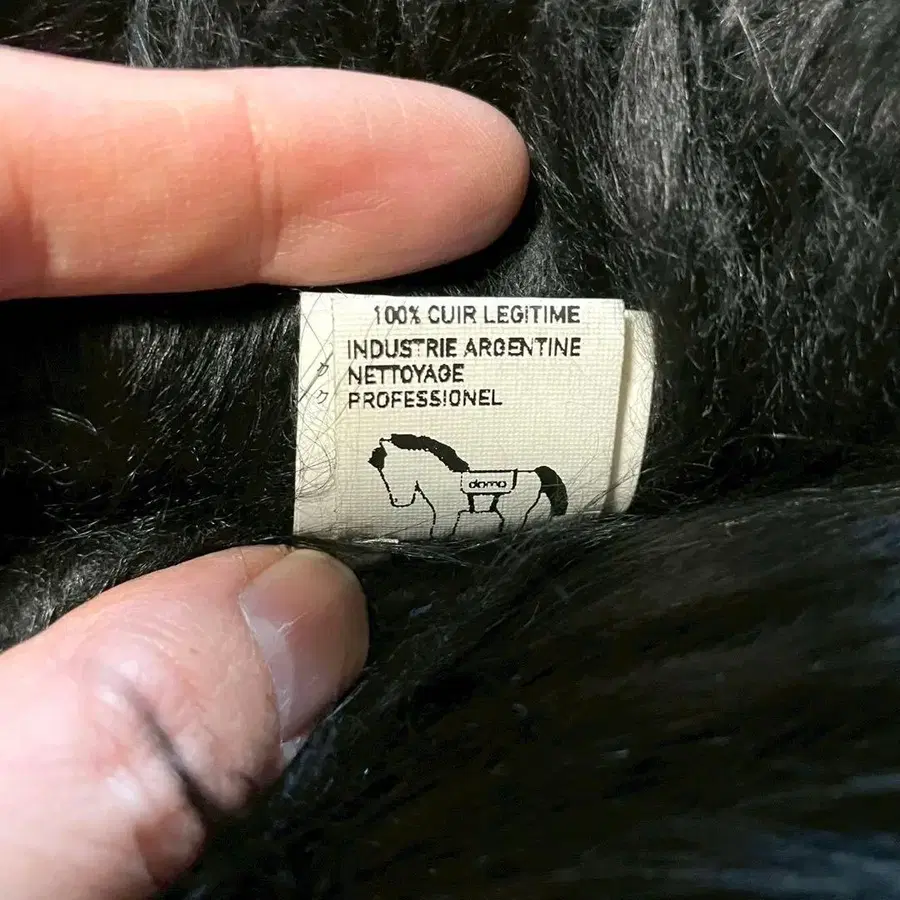 100% CUIR LEGITIME
INDUSTRIE ARGENTINE
NETTOYAGE
PROFESSIONEL
domo